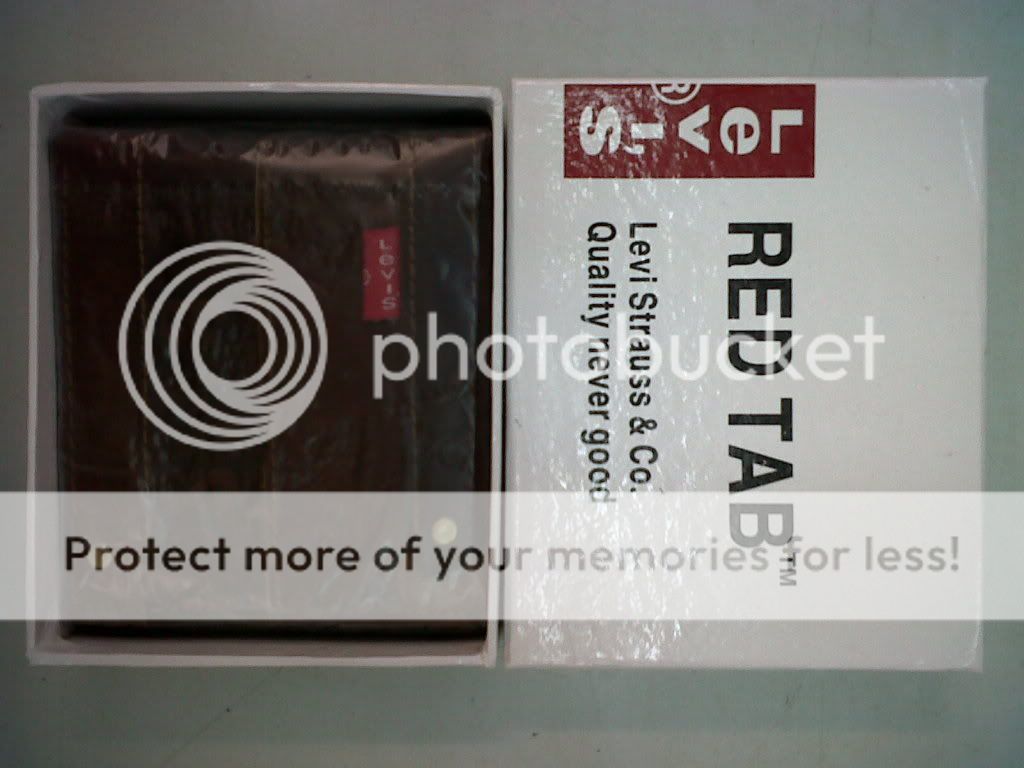 LEVI'S
Levi's
®
RED TAB™
Levi Strauss & Co.
Quality never good
photobucket
Protect more of your memories for less!